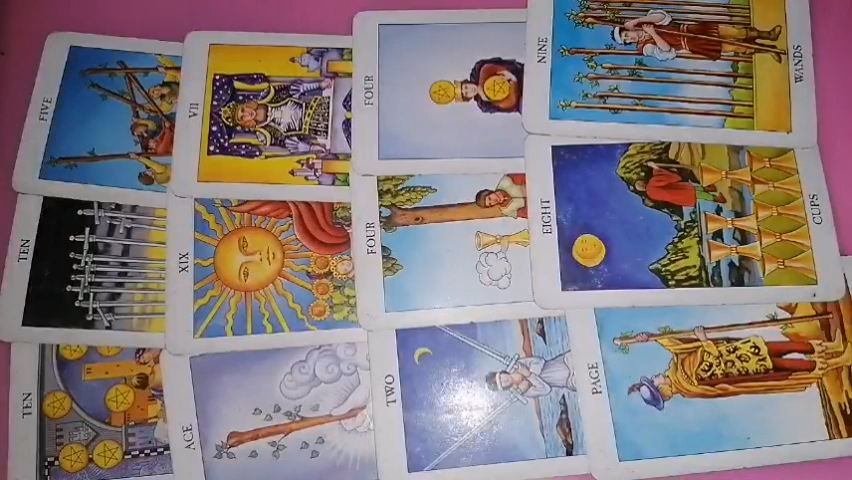 FIVE
VII
FOUR
NINE
WANDS
TEN
XIX
FOUR
EIGHT
CUPS
TEN
ACE
TWO
PAGE